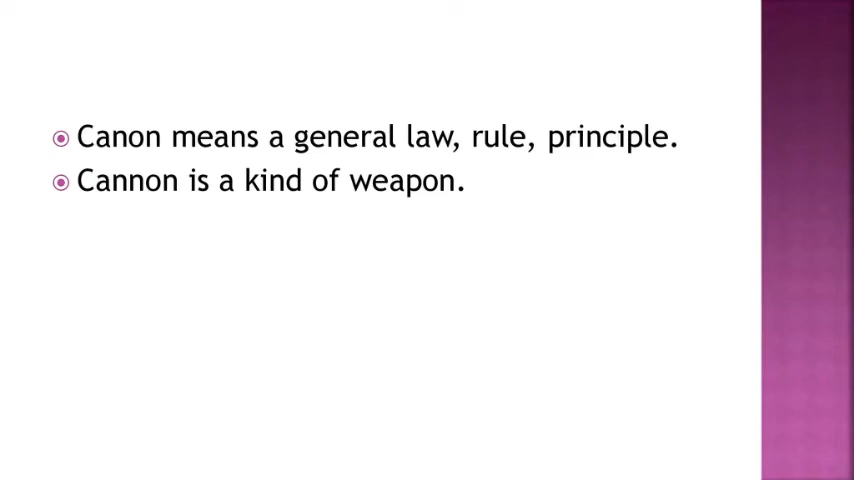 Canon means a general law, rule, principle.
Cannon is a kind of weapon.